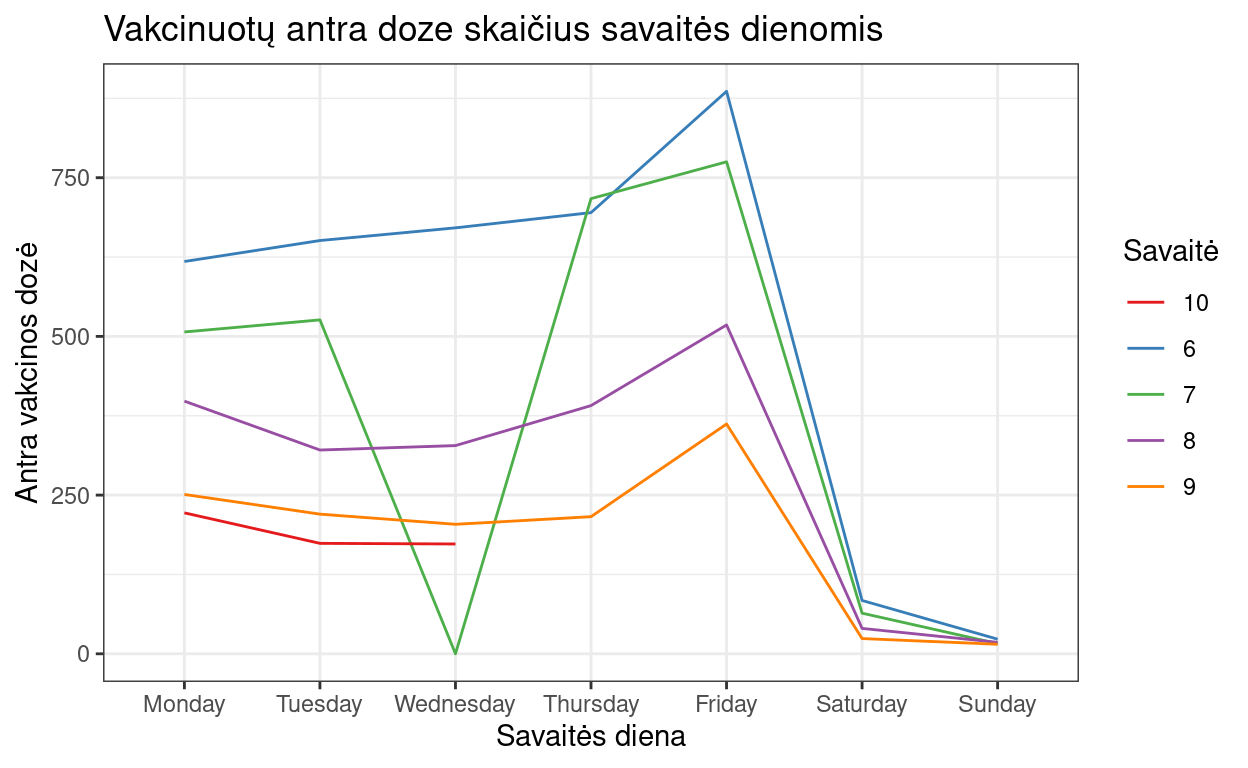 Vakcinuotų antra doze skaičius savaitės dienomis
Antra vakcinos dozė
750
500
250
0
Monday Tuesday Wednesday Thursday Friday Saturday Sunday
Savaitės diena
Savaitė
10
6
7
8
9